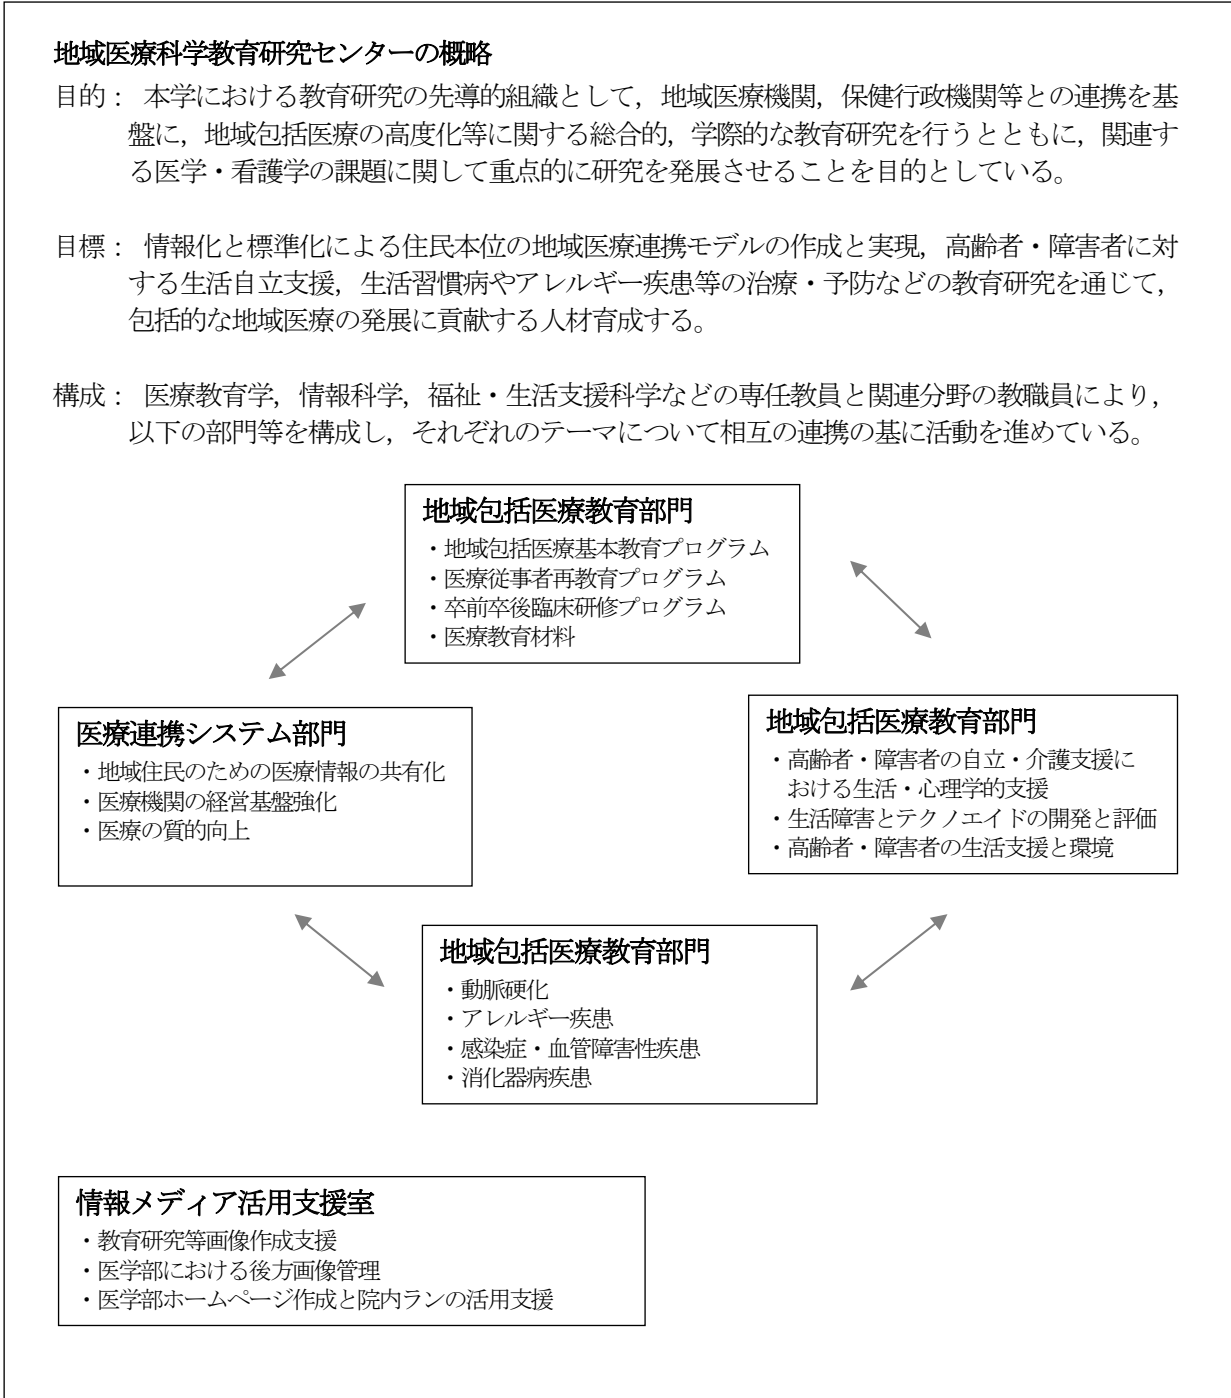 地域医療科学教育研究センターの概略
目的： 本学における教育研究の先導的組織として，地域医療機関，保健行政機関等との連携を基
盤に，地域包括医療の高度化等に関する総合的，学際的な教育研究を行うとともに，関連す
る医学・看護学の課題に関して重点的に研究を発展させることを目的としている。
目標： 情報化と標準化による住民本位の地域医療連携モデルの作成と実現，高齢者・障害者に対
する生活自立支援，生活習慣病やアレルギー疾患等の治療・予防などの教育研究を通じて，
包括的な地域医療の発展に貢献する人材育成する。
構成： 医療教育学，情報科学，福祉・生活支援科学などの専任教員と関連分野の教職員により，
以下の部門等を構成し，それぞれのテーマについて相互の連携の基に活動を進めている。
地域包括医療教育部門
・地域包括医療基本教育プログラム
・医療従事者再教育プログラム
・卒前卒後臨床研修プログラム
・医療教育材料
医療連携システム部門
・地域住民のための医療情報の共有化
・医療機関の経営基盤強化
・医療の質的向上
地域包括医療教育部門
・高齢者・障害者の自立・介護支援に
おける生活・心理学的支援
・生活障害とテクノエイドの開発と評価
・高齢者・障害者の生活支援と環境
地域包括医療教育部門
・動脈硬化
・アレルギー疾患
・感染症・血管障害性疾患
・消化器病疾患
情報メディア活用支援室
・教育研究等画像作成支援
・医学部における後方画像管理
・医学部ホームページ作成と院内ランの活用支援